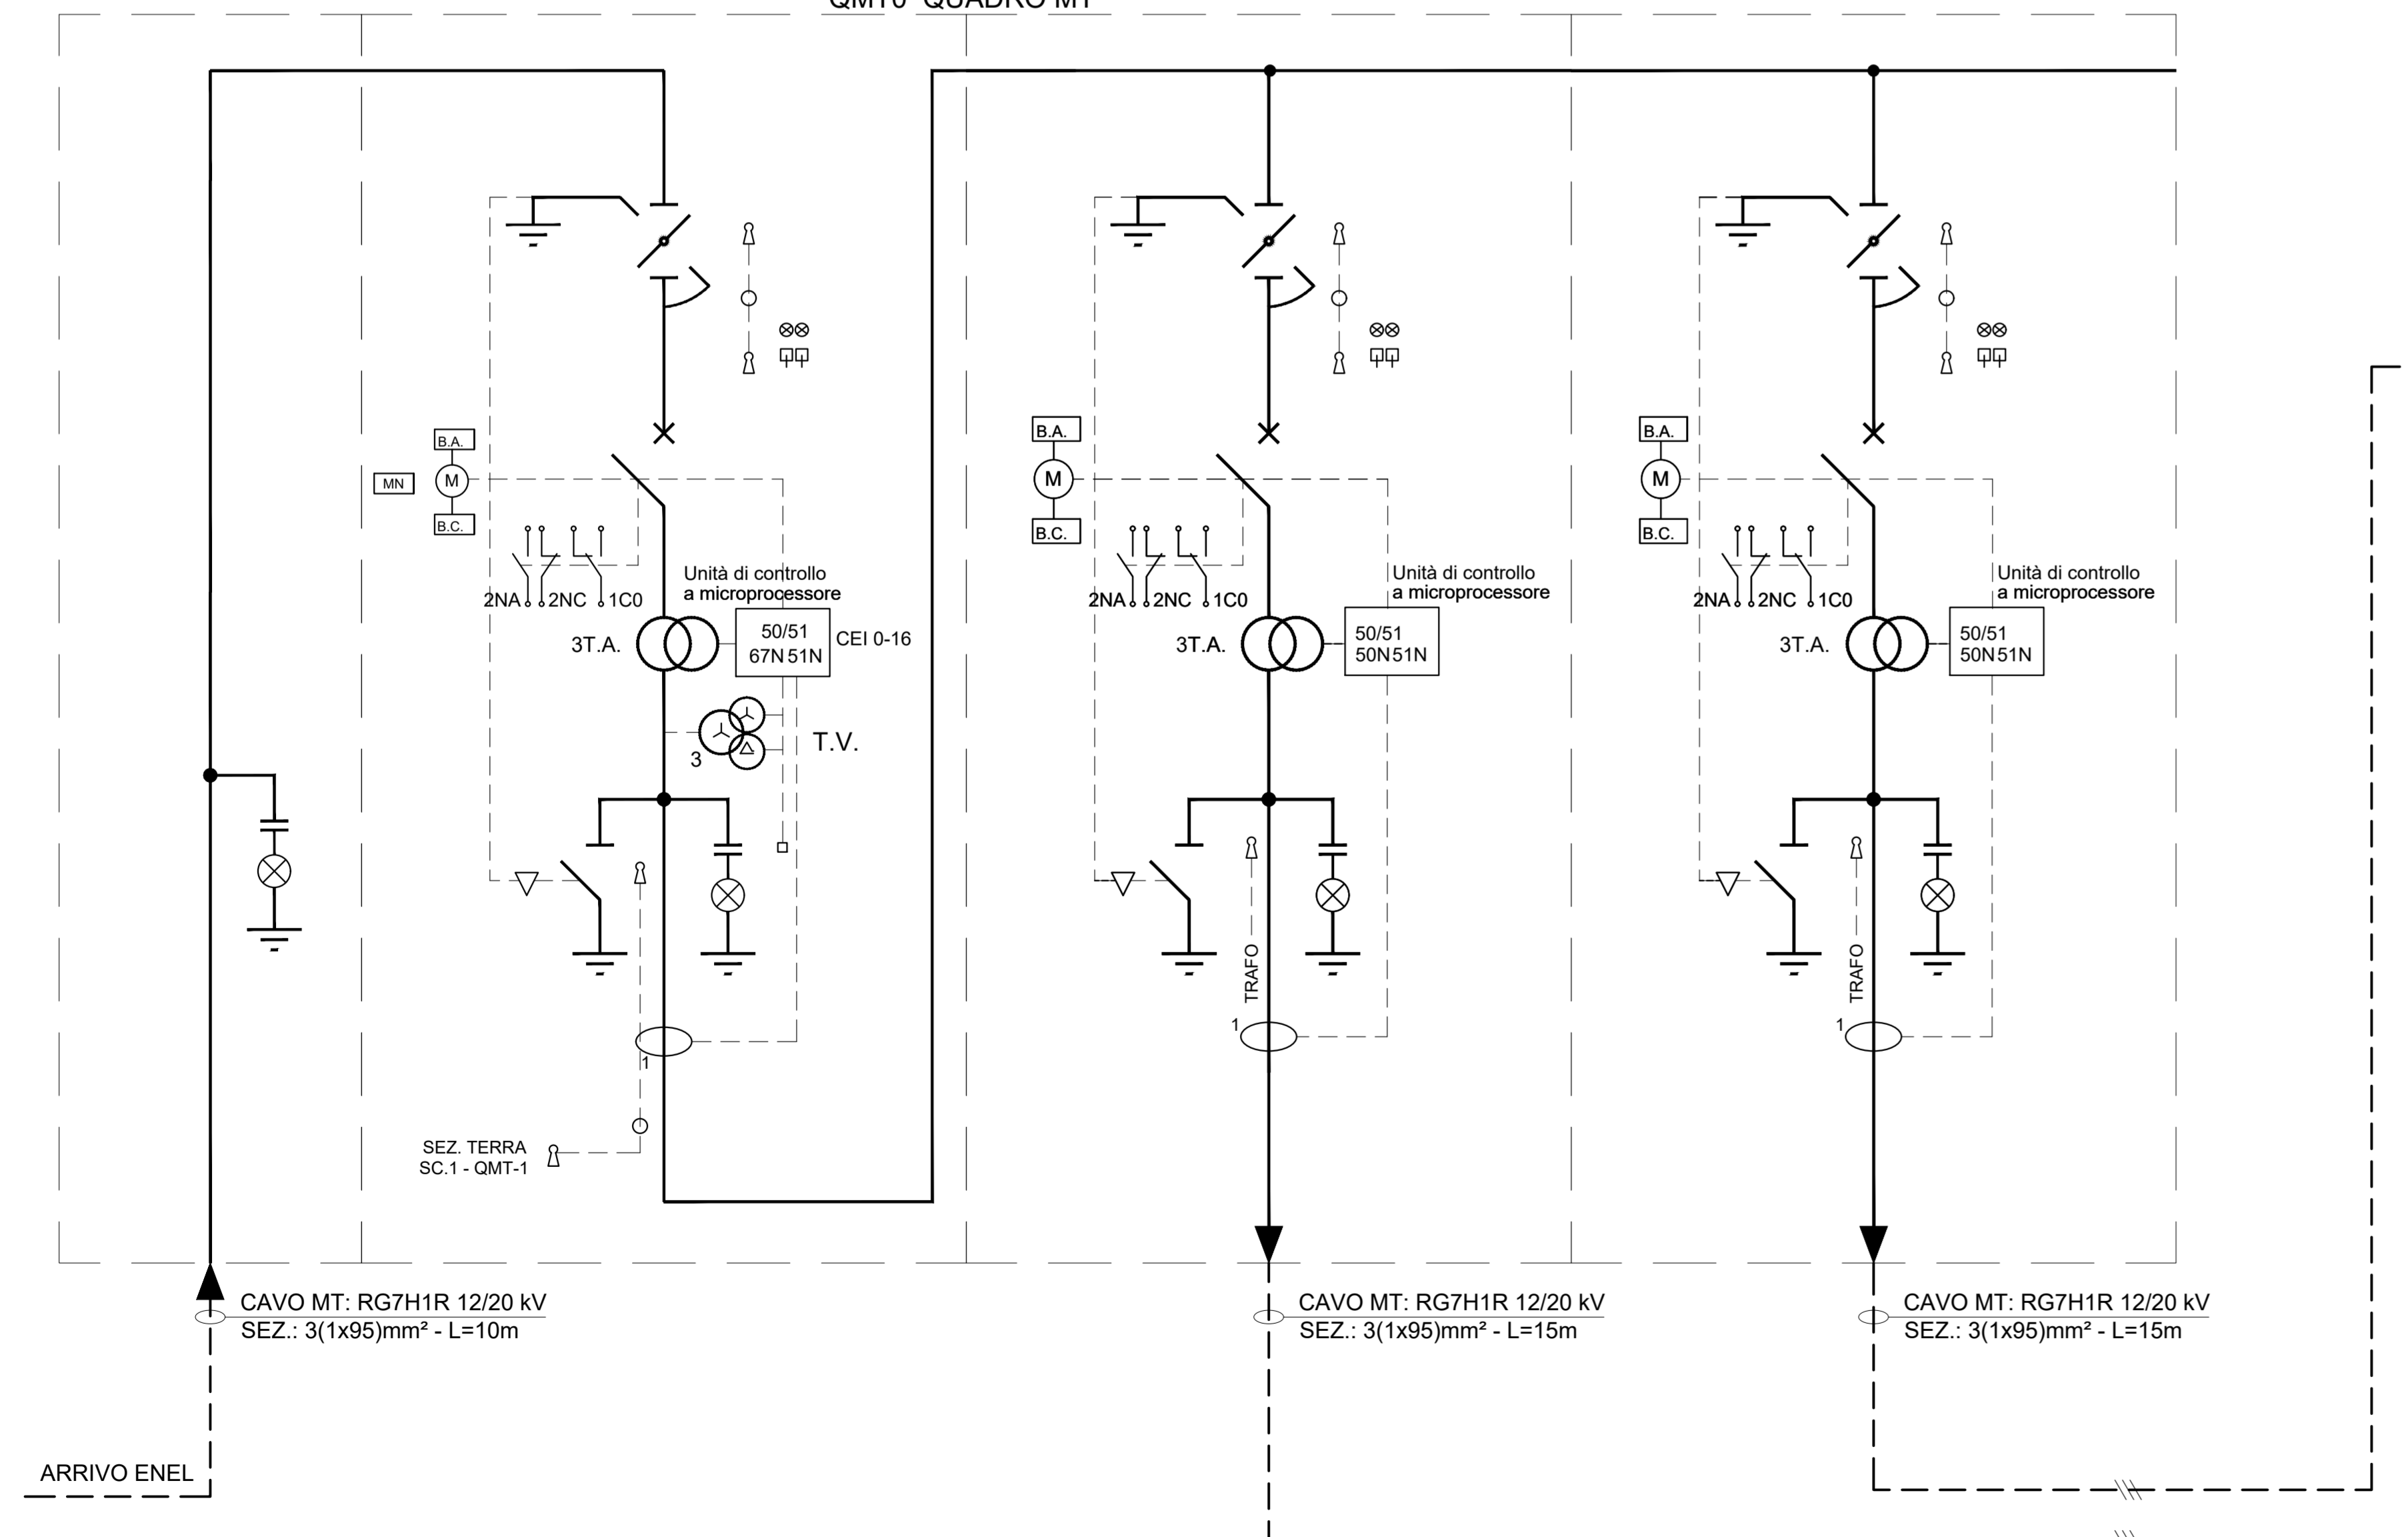 QMT0 QUADRO MT
B.A.
MN
M
B.C.
2NA
2NC
1C0
Unità di controllo
a microprocessore
3T.A.
50/51
67N 51N
CEI 0-16
3
T.V.
1
SEZ. TERRA
SC.1 - QMT-1
B.A.
M
B.C.
2NA
2NC
1C0
Unità di controllo
a microprocessore
3T.A.
50/51
50N 51N
TRAFO
1
B.A.
M
B.C.
2NA
2NC
1C0
Unità di controllo
a microprocessore
3T.A.
50/51
50N 51N
TRAFO
1
CAVO MT: RG7H1R 12/20 kV
SEZ.: 3(1x95)mm² - L=10m
CAVO MT: RG7H1R 12/20 kV
SEZ.: 3(1x95)mm² - L=15m
CAVO MT: RG7H1R 12/20 kV
SEZ.: 3(1x95)mm² - L=15m
ARRIVO ENEL